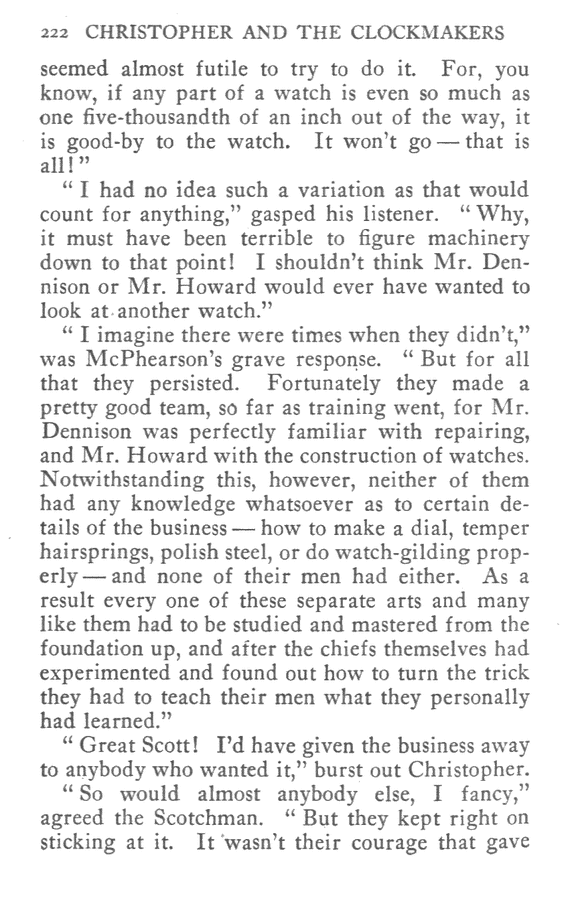 222 CHRISTOPHER AND THE CLOCKMAKERS
seemed almost futile to try to do it. For, you
know, if any part of a watch is even so much as
one five-thousandth of an inch out of the way, it
is good-by to the watch. It won't go — that is
all!"
" I had no idea such a variation as that would
count for anything," gasped his listener. " Why,
it must have been terrible to figure machinery
down to that point! I shouldn't think Mr. Den-
nison or Mr. Howard would ever have wanted to
look at another watch."
" I imagine there were times when they didn't,"
was McPhearson's grave response. " But for all
that they persisted. Fortunately they made a
pretty good team, so far as training went, for Mr.
Dennison was perfectly familiar with repairing,
and Mr. Howard with the construction of watches.
Notwithstanding this, however, neither of them
had any knowledge whatsoever as to certain de-
tails of the business — how to make a dial, temper
hairsprings, polish steel, or do watch-gilding prop-
erly — and none of their men had either. As a
result every one of these separate arts and many
like them had to be studied and mastered from the
foundation up, and after the chiefs themselves had
experimented and found out how to turn the trick
they had to teach their men what they personally
had learned."
" Great Scott! I'd have given the business away
to anybody who wanted it," burst out Christopher.
" So would almost anybody else, I fancy,"
agreed the Scotchman. " But they kept right on
sticking at it. It wasn't their courage that gave